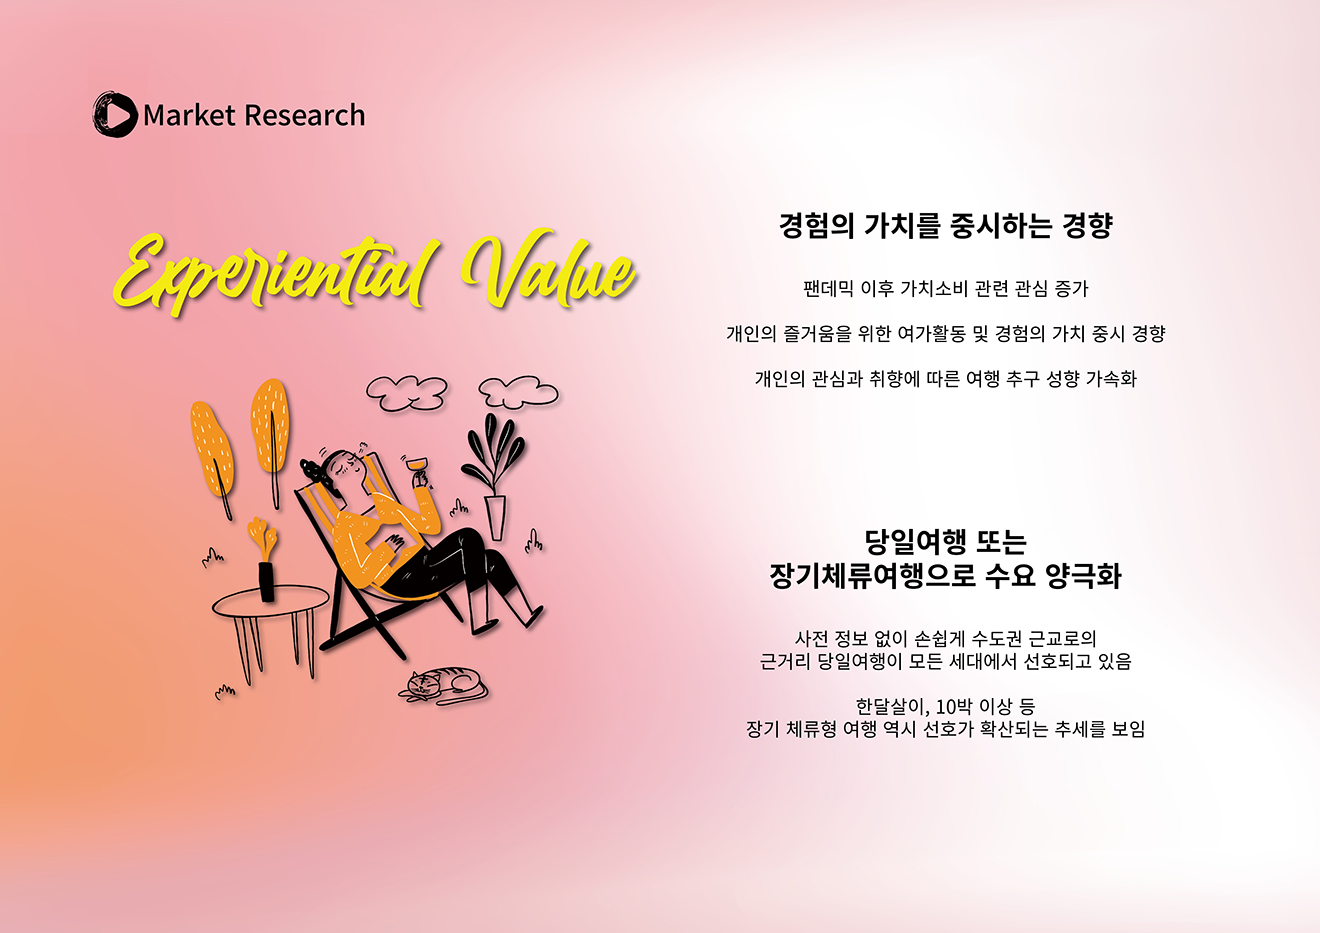 Market Research
Experiential Value
경험의 가치를 중시하는 경향
팬데믹 이후 가치소비 관련 관심 증가
개인의 즐거움을 위한 여가활동 및 경험의 가치 중시 경향
개인의 관심과 취향에 따른 여행 추구 성향 가속화
당일여행 또는
장기체류여행으로 수요 양극화
사전 정보 없이 손쉽게 수도권 근교로의
근거리 당일여행이 모든 세대에서 선호되고 있음
한달살이, 10박 이상 등
장기 체류형 여행 역시 선호가 확산되는 추세를 보임